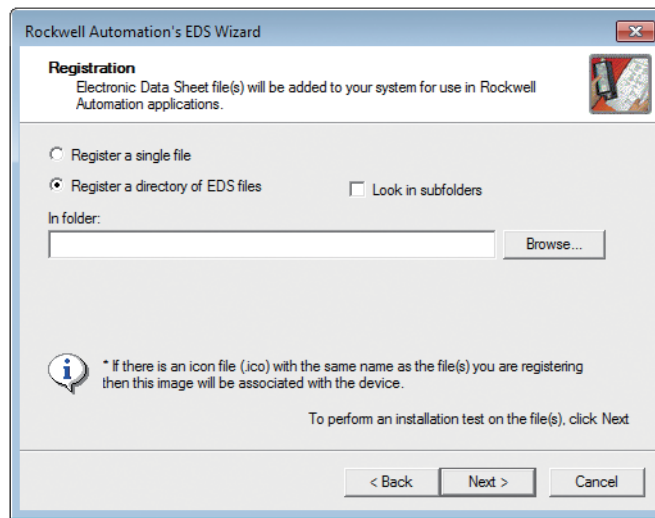 Rockwell Automation's EDS Wizard
Registration
Electronic Data Sheet file(s) will be added to your system for use in Rockwell
Automation applications.
Register a single file
Register a directory of EDS files
Look in subfolders
In folder:
Browse...
* If there is an icon file (.ico) with the same name as the file(s) you are registering
then this image will be associated with the device.
To perform an installation test on the file(s), click Next
< Back
Next >
Cancel